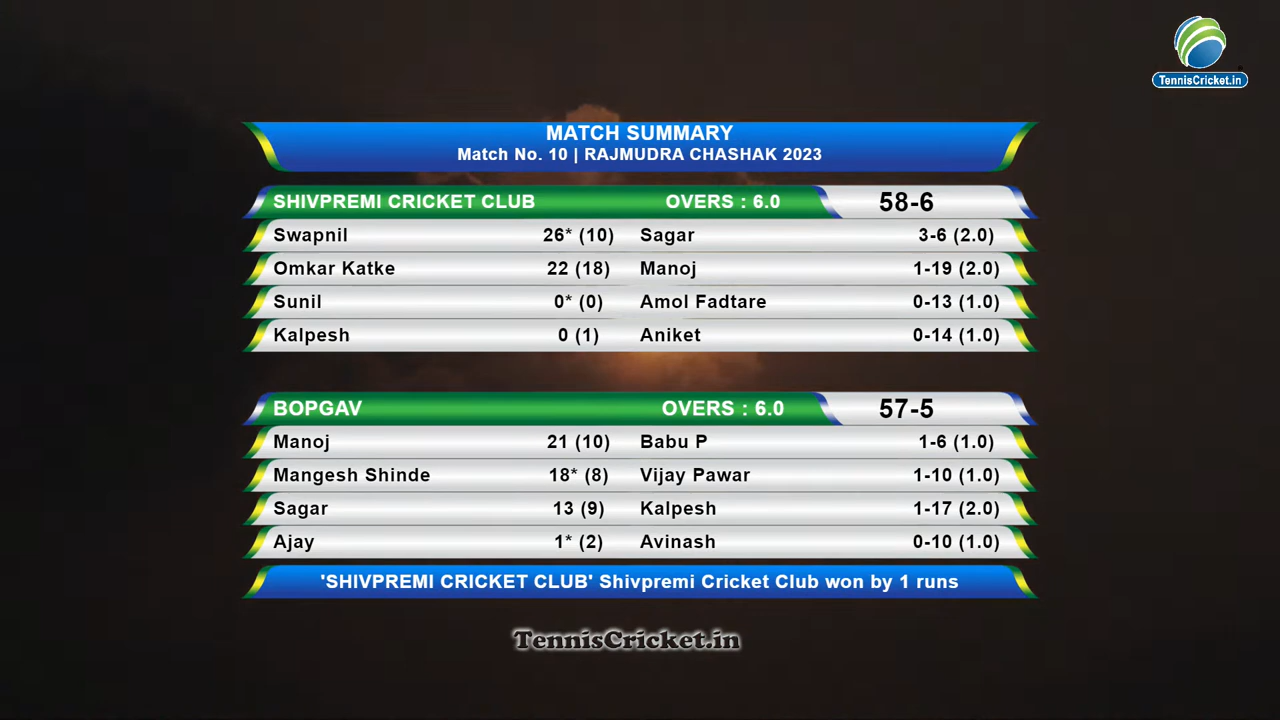 TennisCricket.in
MATCH SUMMARY
Match No. 10 | RAJMUDRA CHASHAK 2023
SHIVPREMI CRICKET CLUB OVERS : 6.0 58-6
Swapnil 26* (10) Sagar 3-6 (2.0)
Omkar Katke 22 (18) Manoj 1-19 (2.0)
Sunil 0* (0) Amol Fadtare 0-13 (1.0)
Kalpesh 0 (1) Aniket 0-14 (1.0)
BOPGAV OVERS : 6.0 57-5
Manoj 21 (10) Babu P 1-6 (1.0)
Mangesh Shinde 18* (8) Vijay Pawar 1-10 (1.0)
Sagar 13 (9) Kalpesh 1-17 (2.0)
Ajay 1* (2) Avinash 0-10 (1.0)
'SHIVPREMI CRICKET CLUB' Shivpremi Cricket Club won by 1 runs
TennisCricket.in